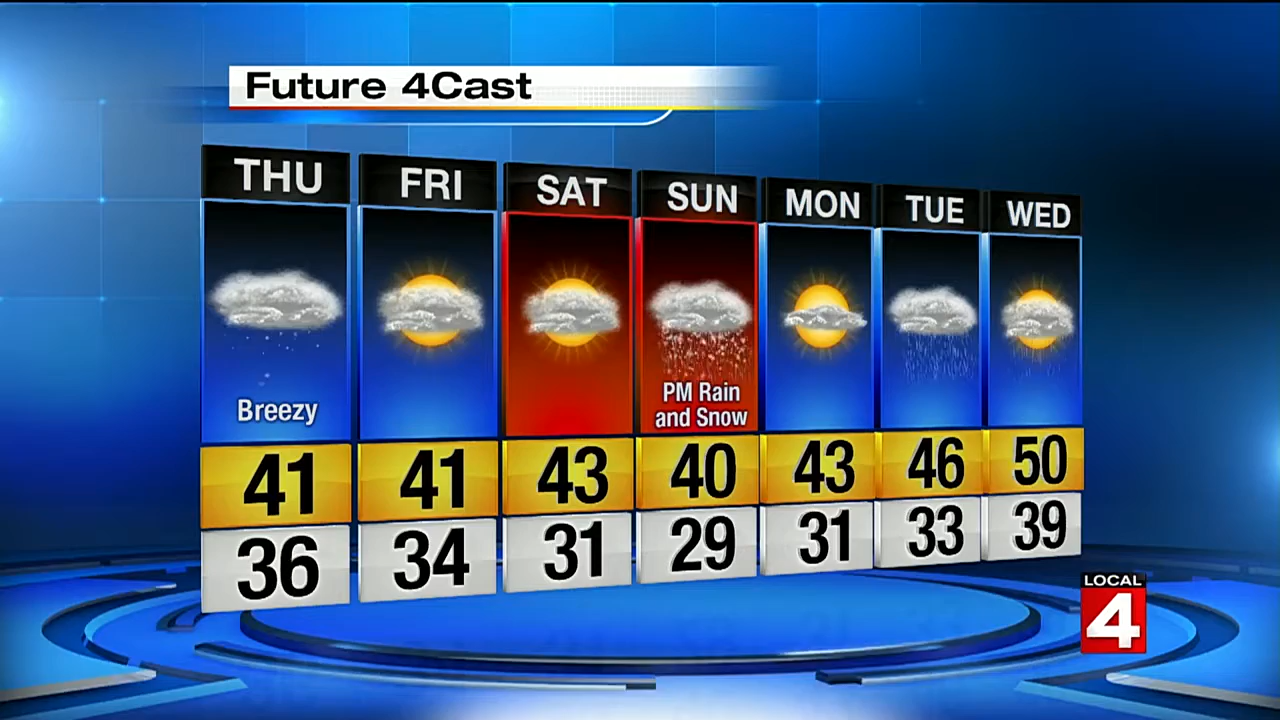 Future 4Cast
THU FRI SAT SUN MON TUE WED
Breezy
PM Rain
and Snow
41 41 43 40 43 46 50
36 34 31 29 31 33 39
LOCAL
4